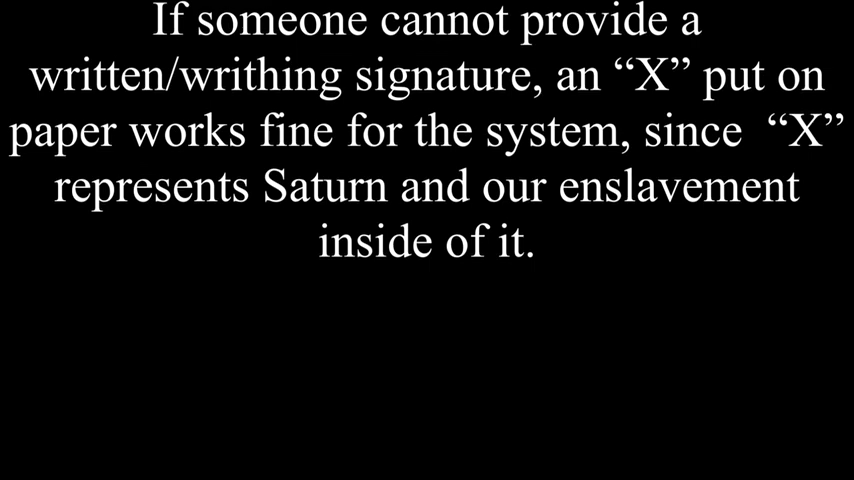 If someone cannot provide a
written/writhing signature, an “X” put on
paper works fine for the system, since  “X”
represents Saturn and our enslavement
inside of it.